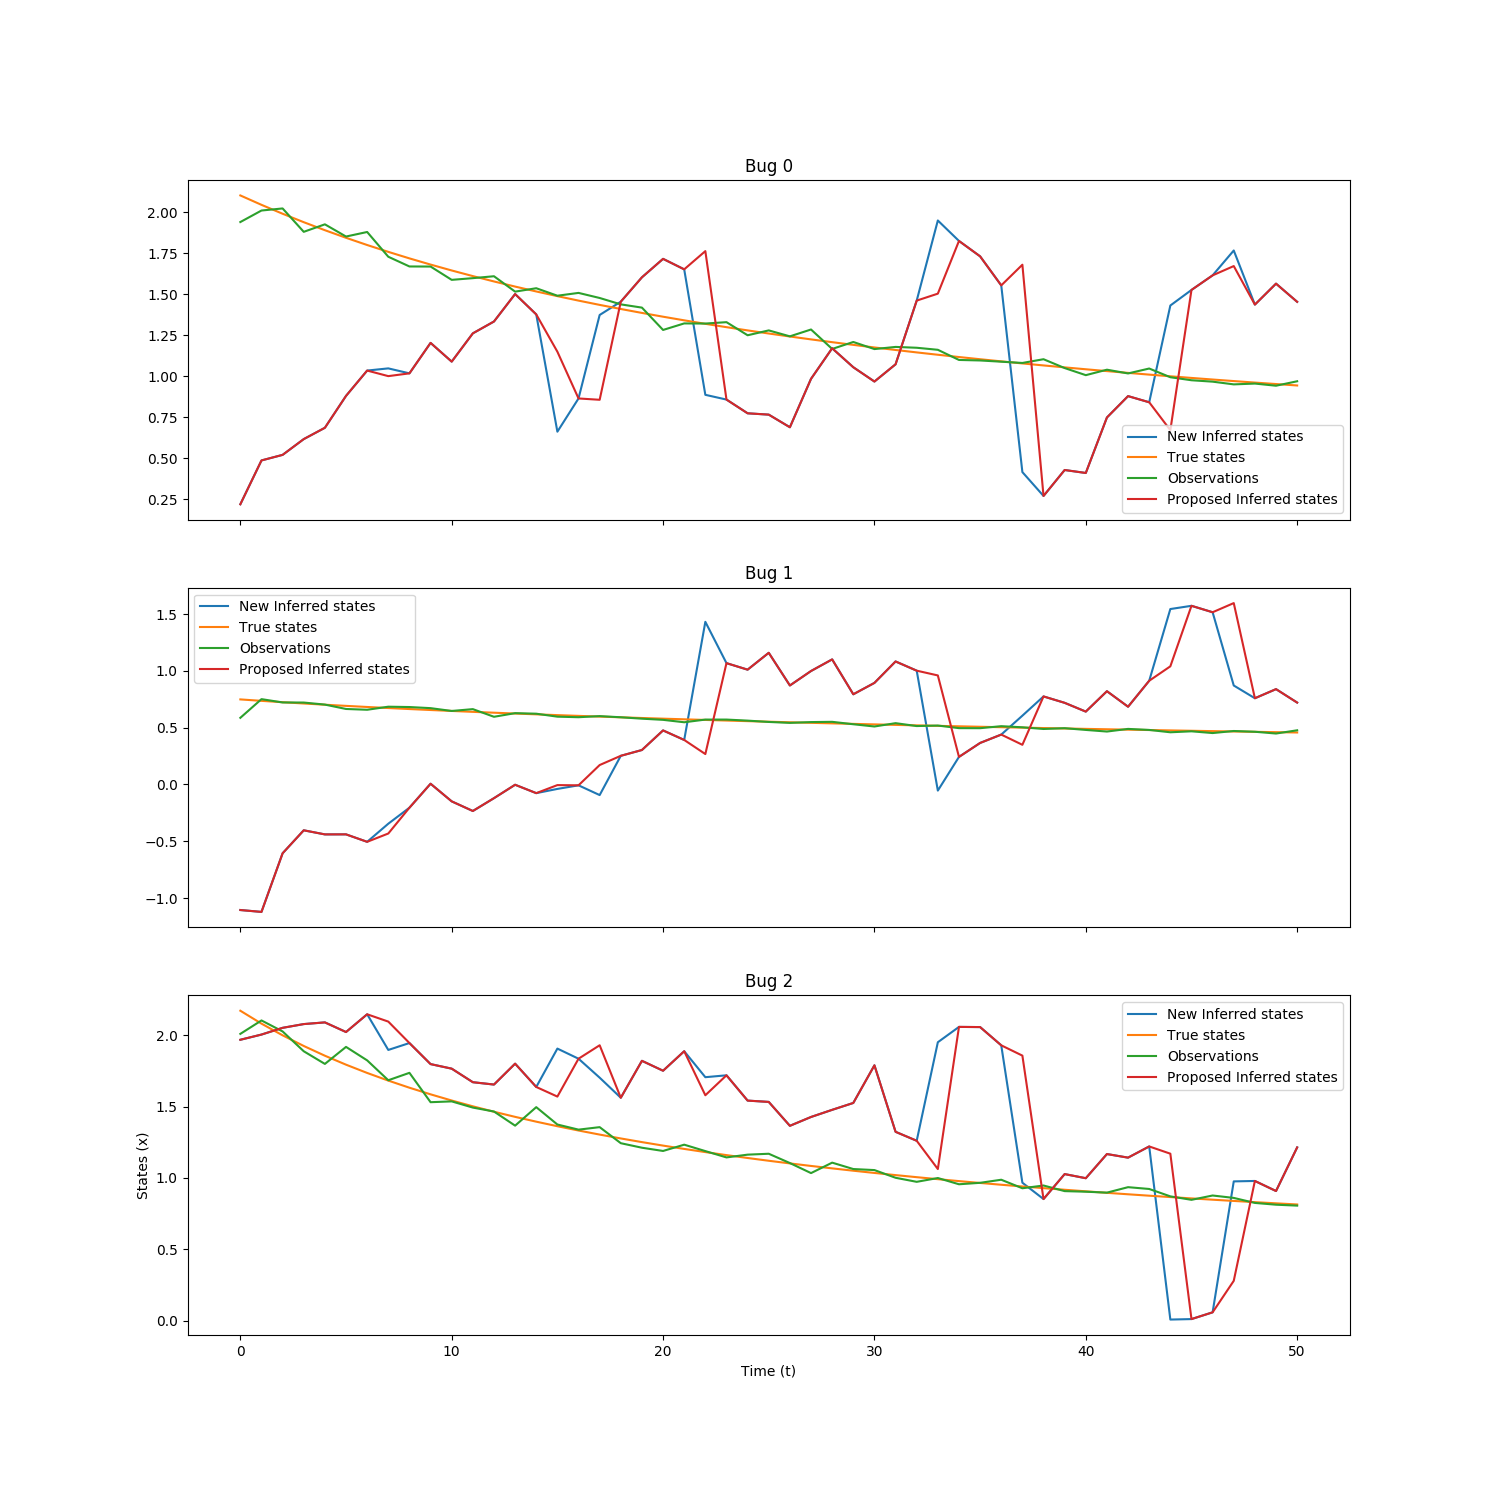 Bug 0
2.00
1.75
1.50
1.25
1.00
0.75
0.50
0.25
New Inferred states
True states
Observations
Proposed Inferred states
Bug 1
1.5
1.0
0.5
0.0
−0.5
−1.0
New Inferred states
True states
Observations
Proposed Inferred states
Bug 2
States (x)
2.0
1.5
1.0
0.5
0.0
New Inferred states
True states
Observations
Proposed Inferred states
0 10 20 30 40 50
Time (t)